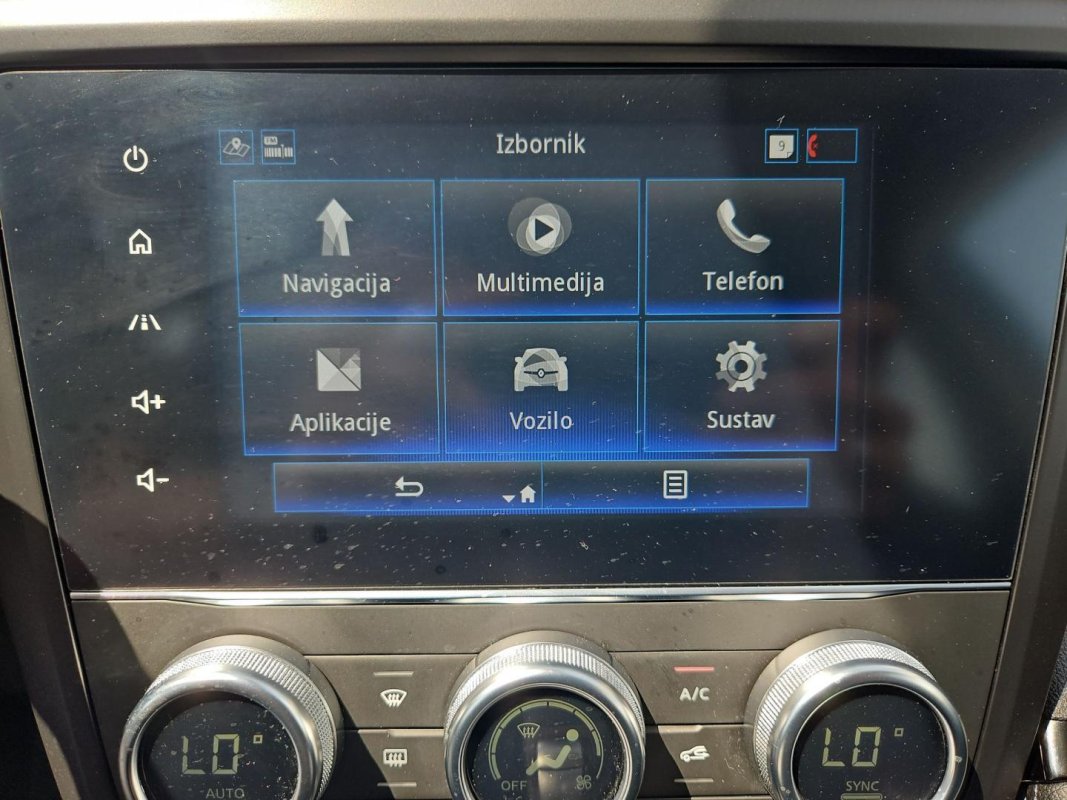 Izbornik
9
Navigacija
Multimedija
Telefon
Aplikacije
Vozilo
Sustav
A/C
LO°
AUTO
OFF
LO°
SYNC